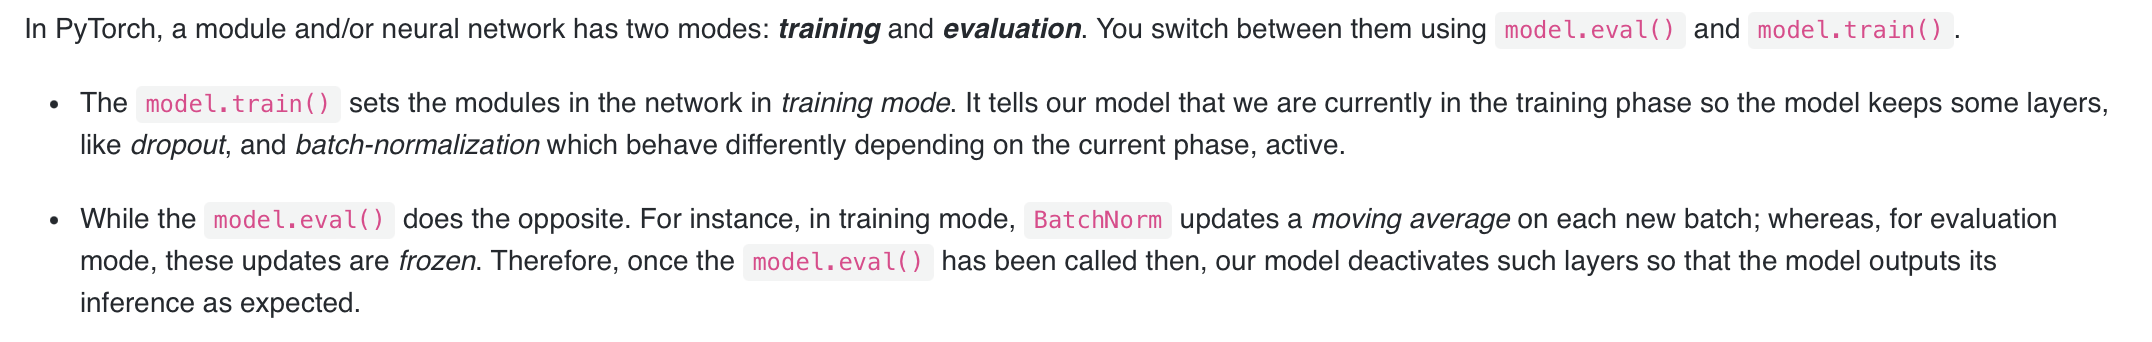 In PyTorch, a module and/or neural network has two modes: training and evaluation. You switch between them using model.eval() and model.train().
• The model.train() sets the modules in the network in training mode. It tells our model that we are currently in the training phase so the model keeps some layers,
like dropout, and batch-normalization which behave differently depending on the current phase, active.
• While the model.eval() does the opposite. For instance, in training mode, BatchNorm updates a moving average on each new batch; whereas, for evaluation
mode, these updates are frozen. Therefore, once the model.eval() has been called then, our model deactivates such layers so that the model outputs its
inference as expected.